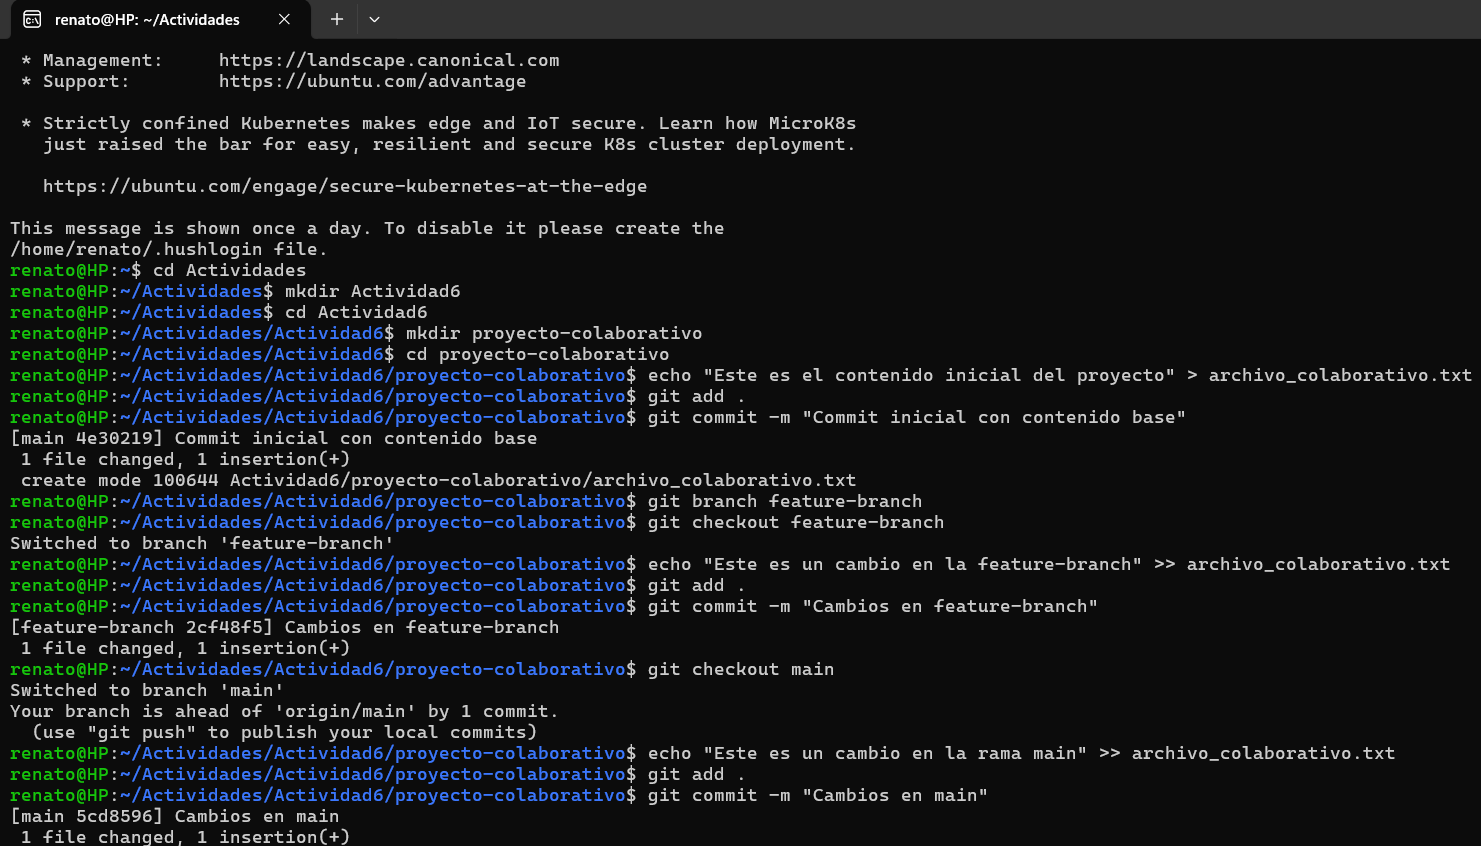 renato@HP: ~/Actividades
* Management:     https://landscape.canonical.com
* Support:        https://ubuntu.com/advantage
* Strictly confined Kubernetes makes edge and IoT secure. Learn how MicroK8s
just raised the bar for easy, resilient and secure K8s cluster deployment.
https://ubuntu.com/engage/secure-kubernetes-at-the-edge
This message is shown once a day. To disable it please create the
/home/renato/.hushlogin file.
renato@HP:~$ cd Actividades
renato@HP:~/Actividades$ mkdir Actividad6
renato@HP:~/Actividades$ cd Actividad6
renato@HP:~/Actividades/Actividad6$ mkdir proyecto-colaborativo
renato@HP:~/Actividades/Actividad6$ cd proyecto-colaborativo
renato@HP:~/Actividades/Actividad6/proyecto-colaborativo$ echo "Este es el contenido inicial del proyecto" > archivo_colaborativo.txt
renato@HP:~/Actividades/Actividad6/proyecto-colaborativo$ git add .
renato@HP:~/Actividades/Actividad6/proyecto-colaborativo$ git commit -m "Commit inicial con contenido base"
[main 4e30219] Commit inicial con contenido base
1 file changed, 1 insertion(+)
create mode 100644 Actividad6/proyecto-colaborativo/archivo_colaborativo.txt
renato@HP:~/Actividades/Actividad6/proyecto-colaborativo$ git branch feature-branch
renato@HP:~/Actividades/Actividad6/proyecto-colaborativo$ git checkout feature-branch
Switched to branch 'feature-branch'
renato@HP:~/Actividades/Actividad6/proyecto-colaborativo$ echo "Este es un cambio en la feature-branch" >> archivo_colaborativo.txt
renato@HP:~/Actividades/Actividad6/proyecto-colaborativo$ git add .
renato@HP:~/Actividades/Actividad6/proyecto-colaborativo$ git commit -m "Cambios en feature-branch"
[feature-branch 2cf48f5] Cambios en feature-branch
1 file changed, 1 insertion(+)
renato@HP:~/Actividades/Actividad6/proyecto-colaborativo$ git checkout main
Switched to branch 'main'
Your branch is ahead of 'origin/main' by 1 commit.
(use "git push" to publish your local commits)
renato@HP:~/Actividades/Actividad6/proyecto-colaborativo$ echo "Este es un cambio en la rama main" >> archivo_colaborativo.txt
renato@HP:~/Actividades/Actividad6/proyecto-colaborativo$ git add .
renato@HP:~/Actividades/Actividad6/proyecto-colaborativo$ git commit -m "Cambios en main"
[main 5cd8596] Cambios en main
1 file changed, 1 insertion(+)